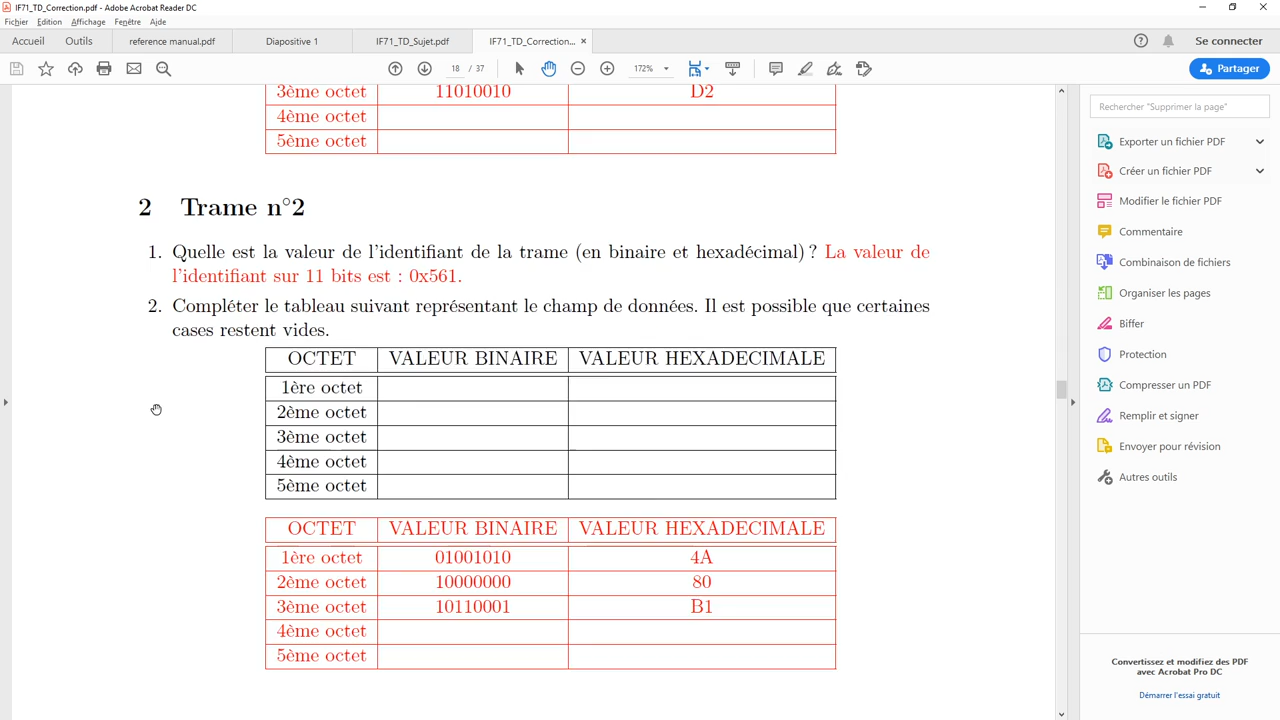 IF71_TD_Correction.pdf - Adobe Acrobat Reader DC
Fichier Edition Affichage Fenêtre Aide
Accueil Outils reference manual.pdf Diapositive 1 IF71_TD_Sujet.pdf IF71_TD_Correction... × Se connecter
18 / 37 172% Partager
3ème octet 11010010 D2
4ème octet
5ème octet
2 Trame n°2
1. Quelle est la valeur de l'identifiant de la trame (en binaire et hexadécimal) ? La valeur de
l'identifiant sur 11 bits est : 0x561.
2. Compléter le tableau suivant représentant le champ de données. Il est possible que certaines
cases restent vides.
OCTET VALEUR BINAIRE VALEUR HEXADECIMALE
1ère octet
2ème octet
3ème octet
4ème octet
5ème octet
OCTET VALEUR BINAIRE VALEUR HEXADECIMALE
1ère octet 01001010 4A
2ème octet 10000000 80
3ème octet 10110001 B1
4ème octet
5ème octet
Rechercher "Supprimer la page"
Exporter un fichier PDF
Créer un fichier PDF
Modifier le fichier PDF
Commentaire
Combinaison de fichiers
Organiser les pages
Biffer
Protection
Compresser un PDF
Remplir et signer
Envoyer pour révision
Autres outils
Convertissez et modifiez des PDF
avec Acrobat Pro DC
Démarrer l'essai gratuit